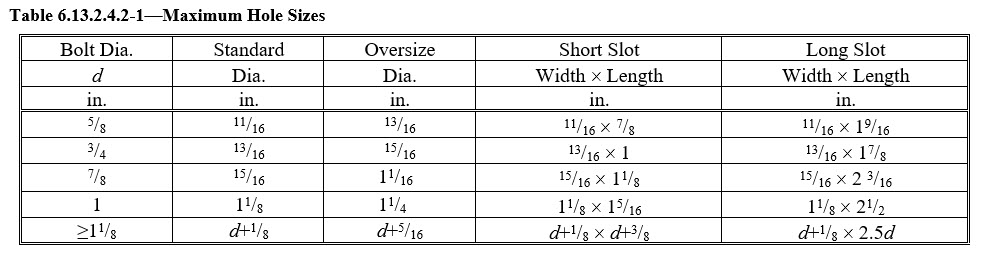 Table 6.13.2.4.2-1—Maximum Hole Sizes
Bolt Dia. Standard Oversize Short Slot Long Slot
d Dia. Dia. Width × Length Width × Length
in. in. in. in. in.
5/8 11/16 13/16 11/16 × 7/8 11/16 × 19/16
3/4 13/16 15/16 13/16 × 1 13/16 × 17/8
7/8 15/16 11/16 15/16 × 11/8 15/16 × 2 3/16
1 11/8 11/4 11/8 × 15/16 11/8 × 21/2
≥11/8 d+1/8 d+5/16 d+1/8 × d+3/8 d+1/8 × 2.5d